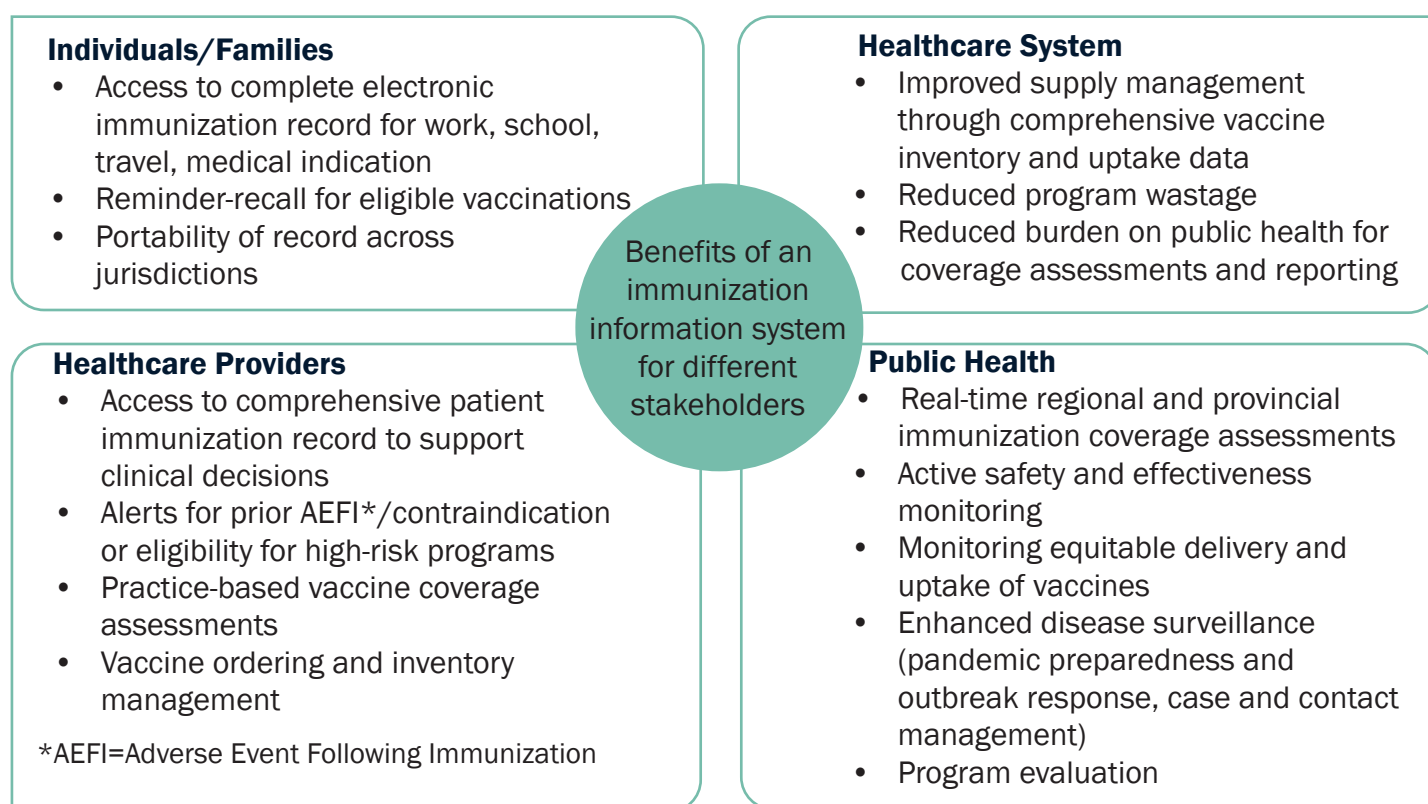 Individuals/Families
• Access to complete electronic
immunization record for work, school,
travel, medical indication
• Reminder-recall for eligible vaccinations
• Portability of record across
jurisdictions
Healthcare System
• Improved supply management
through comprehensive vaccine
inventory and uptake data
• Reduced program wastage
• Reduced burden on public health for
coverage assessments and reporting
Benefits of an
immunization
information system
for different
stakeholders
Healthcare Providers
• Access to comprehensive patient
immunization record to support
clinical decisions
• Alerts for prior AEFI*/contraindication
or eligibility for high-risk programs
• Practice-based vaccine coverage
assessments
• Vaccine ordering and inventory
management
*AEFI=Adverse Event Following Immunization
Public Health
• Real-time regional and provincial
immunization coverage assessments
• Active safety and effectiveness
monitoring
• Monitoring equitable delivery and
uptake of vaccines
• Enhanced disease surveillance
(pandemic preparedness and
outbreak response, case and contact
management)
• Program evaluation